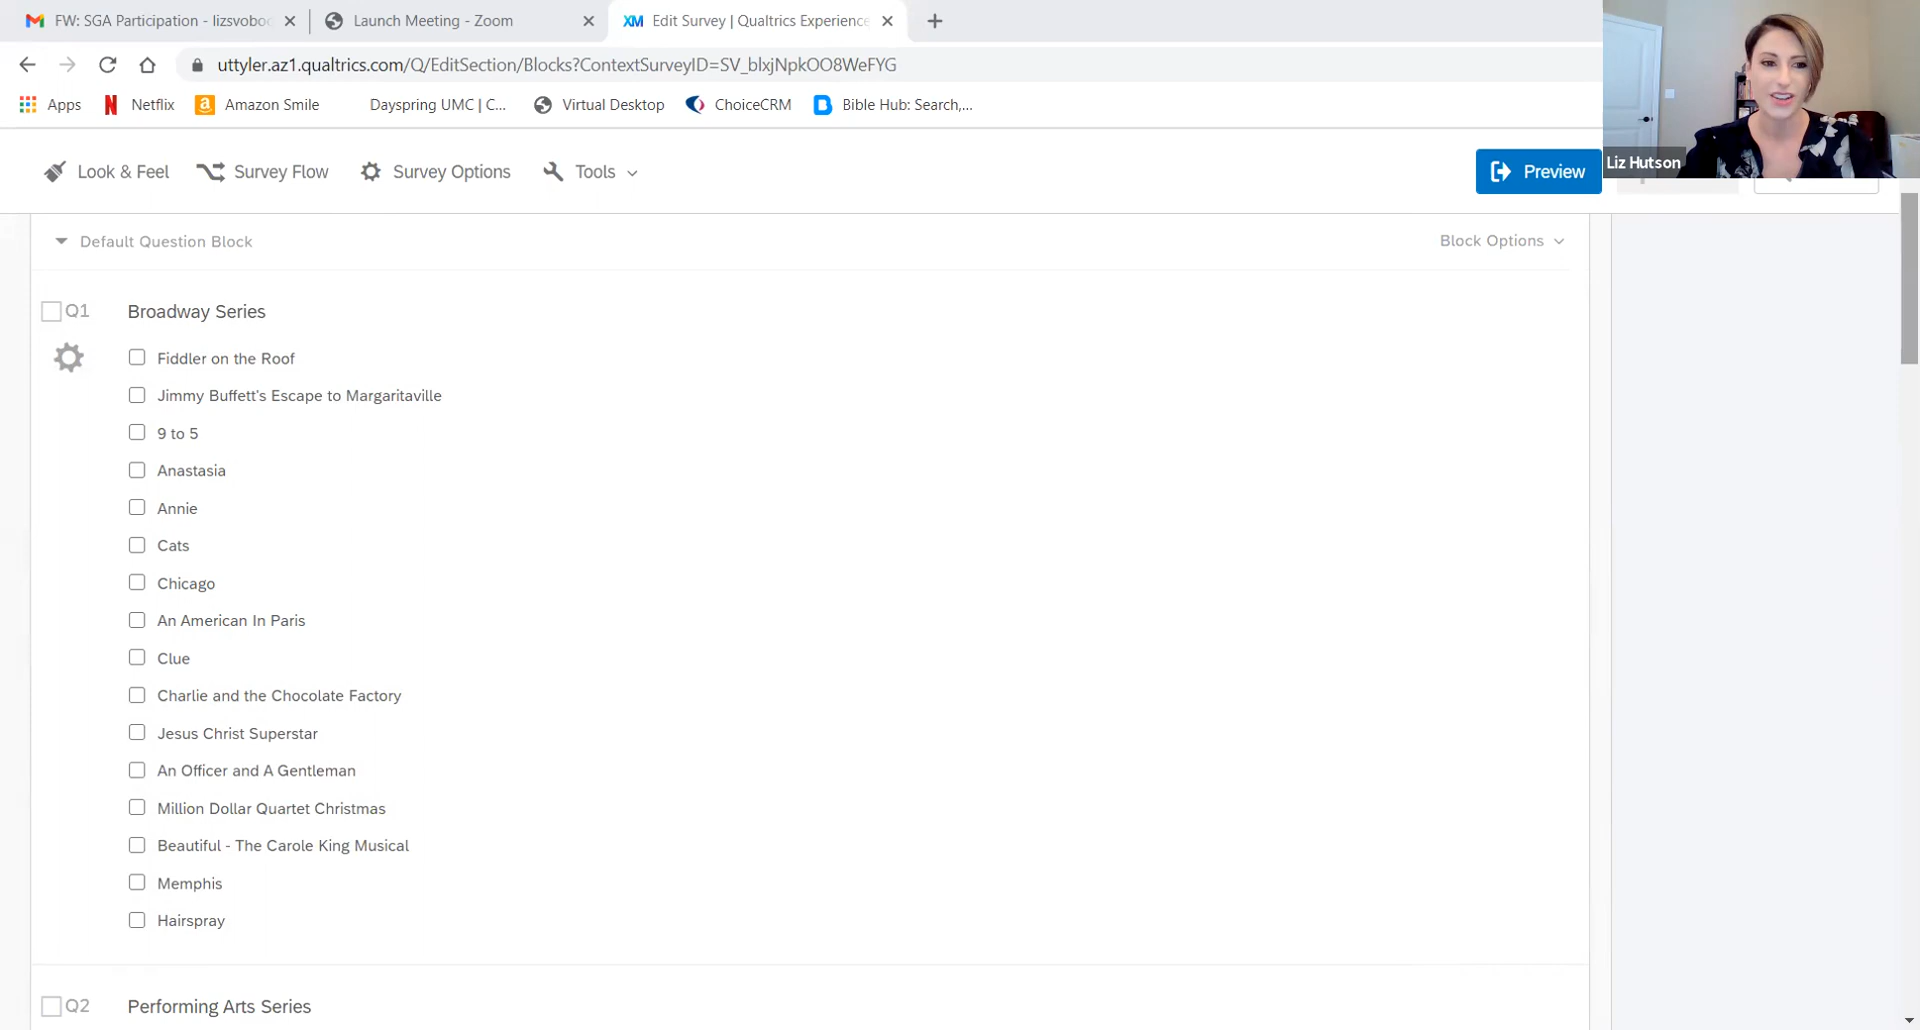 FW: SGA Participation - lizsvoboc
Launch Meeting - Zoom
XM Edit Survey | Qualtrics Experience
uttyler.az1.qualtrics.com/Q/EditSection/Blocks?ContextSurveyID=SV_blxjNpkOO8WeFYG
Apps
Netflix
Amazon Smile
Dayspring UMC | C...
Virtual Desktop
ChoiceCRM
Bible Hub: Search,...
Look & Feel
Survey Flow
Survey Options
Tools
Preview
Liz Hutson
Default Question Block
Block Options
Q1 Broadway Series
Fiddler on the Roof
Jimmy Buffett's Escape to Margaritaville
9 to 5
Anastasia
Annie
Cats
Chicago
An American In Paris
Clue
Charlie and the Chocolate Factory
Jesus Christ Superstar
An Officer and A Gentleman
Million Dollar Quartet Christmas
Beautiful - The Carole King Musical
Memphis
Hairspray
Q2 Performing Arts Series